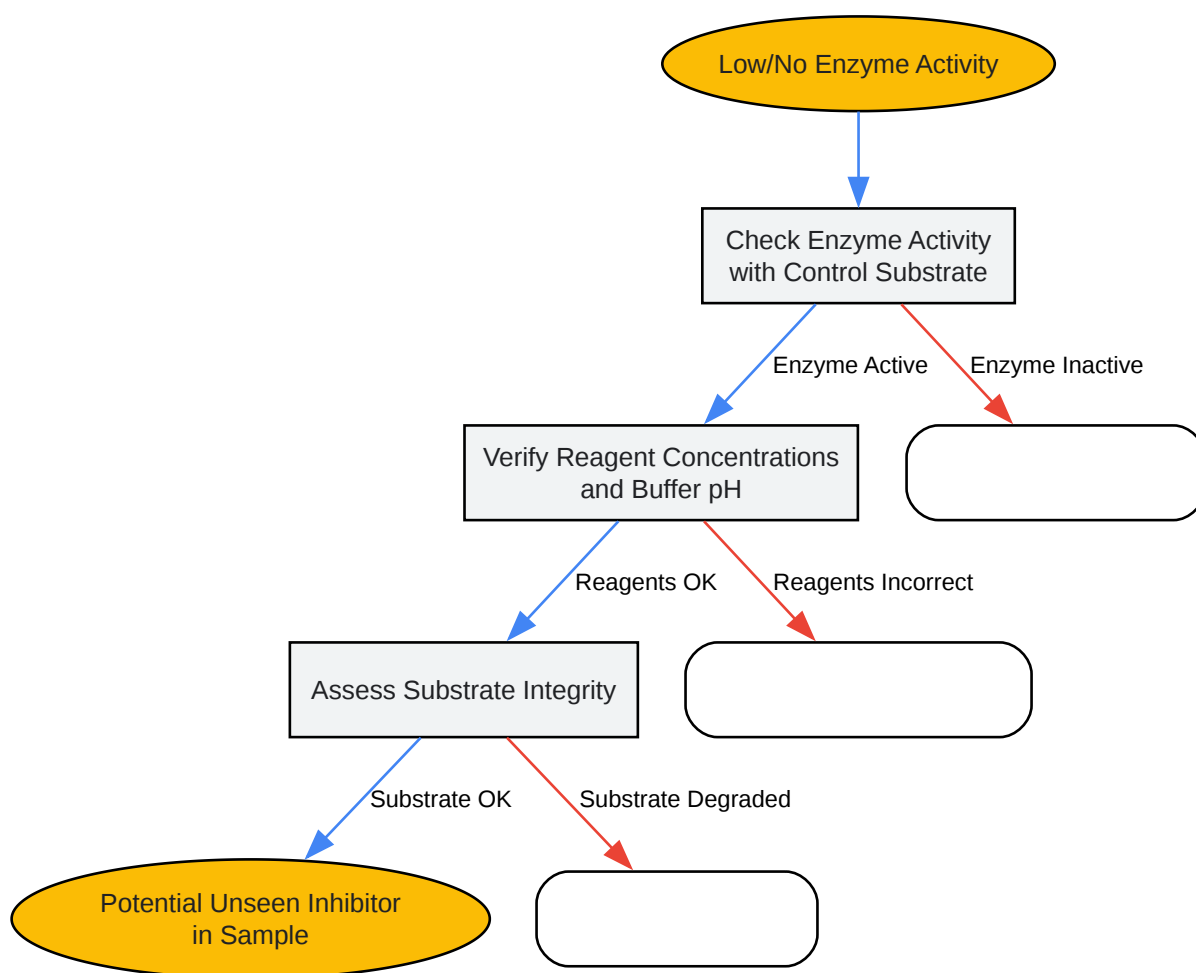 Low/No Enzyme Activity
Check Enzyme Activity
with Control Substrate
Enzyme Active
Enzyme Inactive
Verify Reagent Concentrations
and Buffer pH
Reagents OK
Reagents Incorrect
Assess Substrate Integrity
Substrate OK
Substrate Degraded
Potential Unseen Inhibitor
in Sample